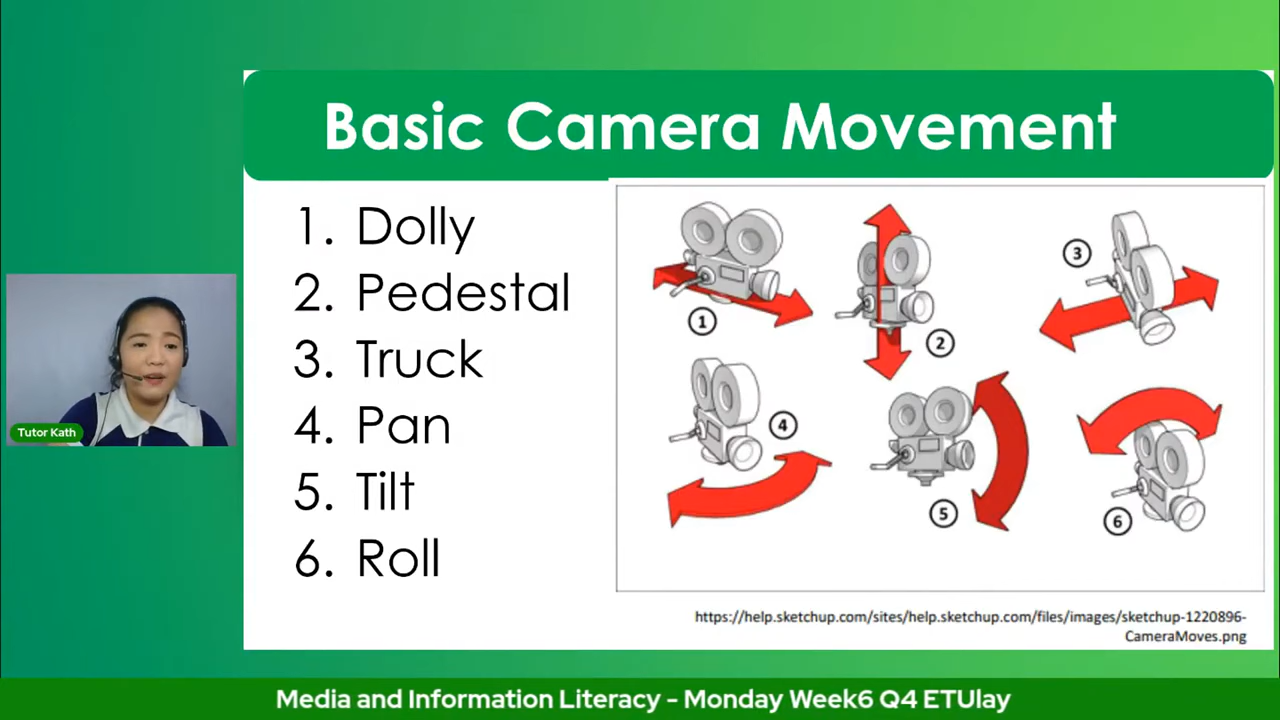 Basic Camera Movement
1. Dolly
2. Pedestal
3. Truck
4. Pan
5. Tilt
6. Roll
1
2
3
4
5
6
https://help.sketchup.com/sites/help.sketchup.com/files/images/sketchup-1220896-
CameraMoves.png
Tutor Kath
Media and Information Literacy - Monday Week6 Q4 ETUlay